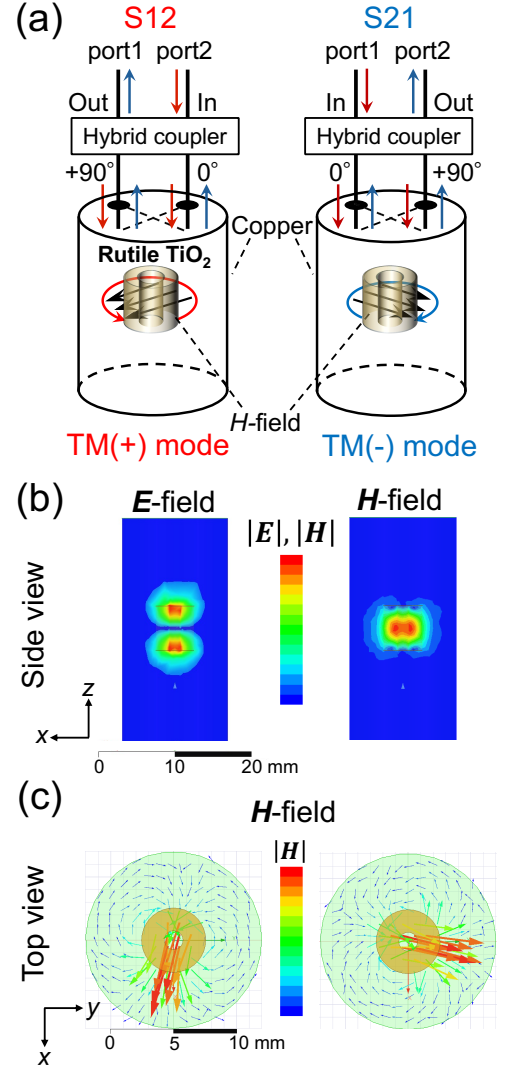 (a)
S12
S21
port1 port2
port1 port2
Out In
In Out
Hybrid coupler
Hybrid coupler
+90° 0°
0° +90°
Copper
Rutile TiO2
H-field
TM(+) mode
TM(-) mode
(b)
E-field
H-field
|E|, |H|
Side view
z
x
0 10 20 mm
(c)
H-field
|H|
Top view
y
x
0 5 10 mm